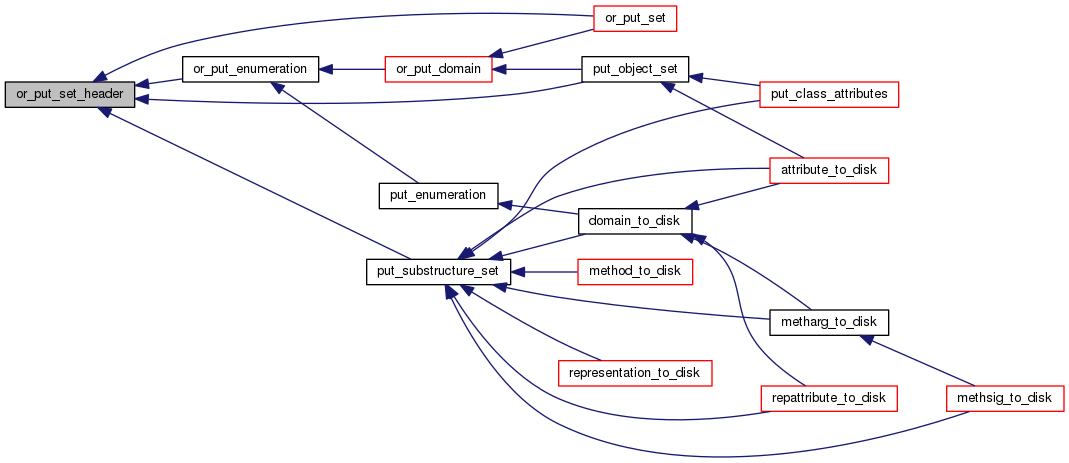 or_put_set
or_put_enumeration
or_put_domain
put_object_set
or_put_set_header
put_class_attributes
attribute_to_disk
put_enumeration
domain_to_disk
put_substructure_set
method_to_disk
metharg_to_disk
representation_to_disk
repattribute_to_disk
methsig_to_disk